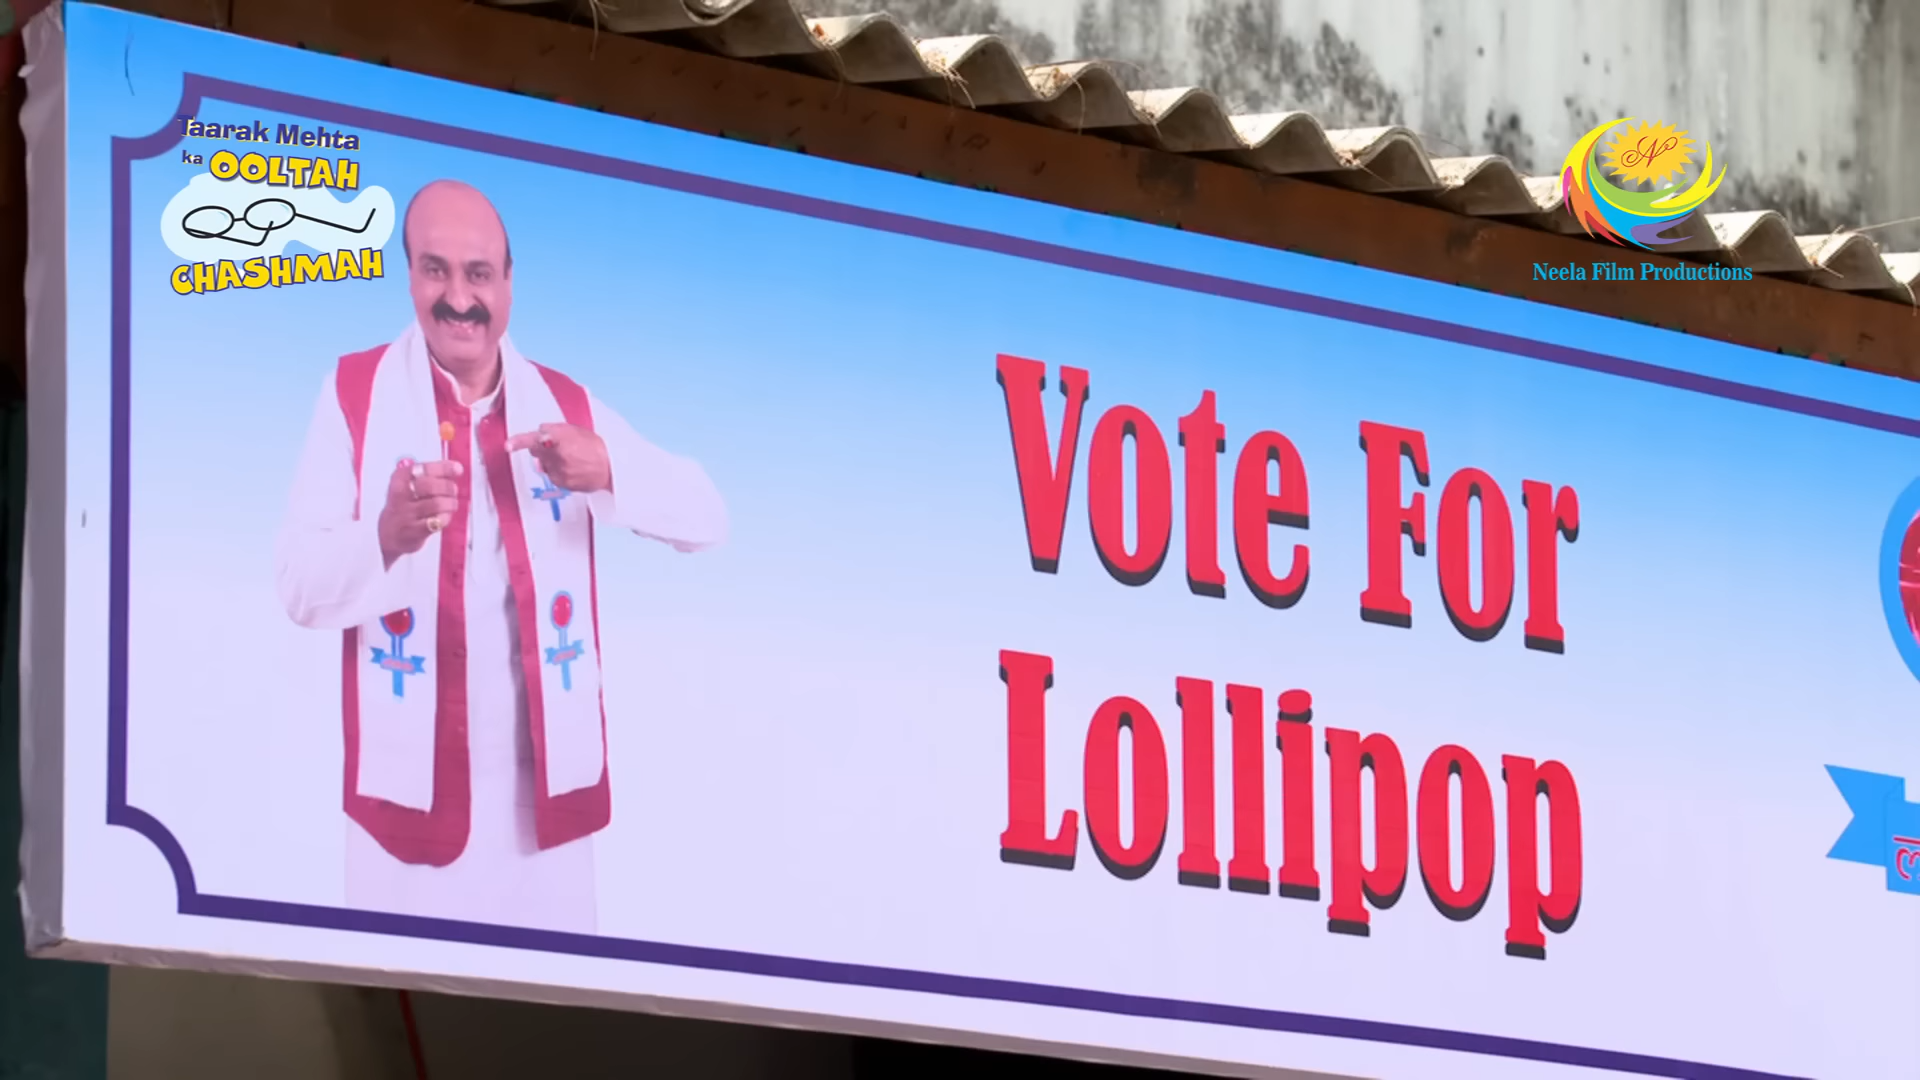 Taarak Mehta
ka OOLTAH
CHASHMAH
Neela Film Productions
Vote For
Lollipop